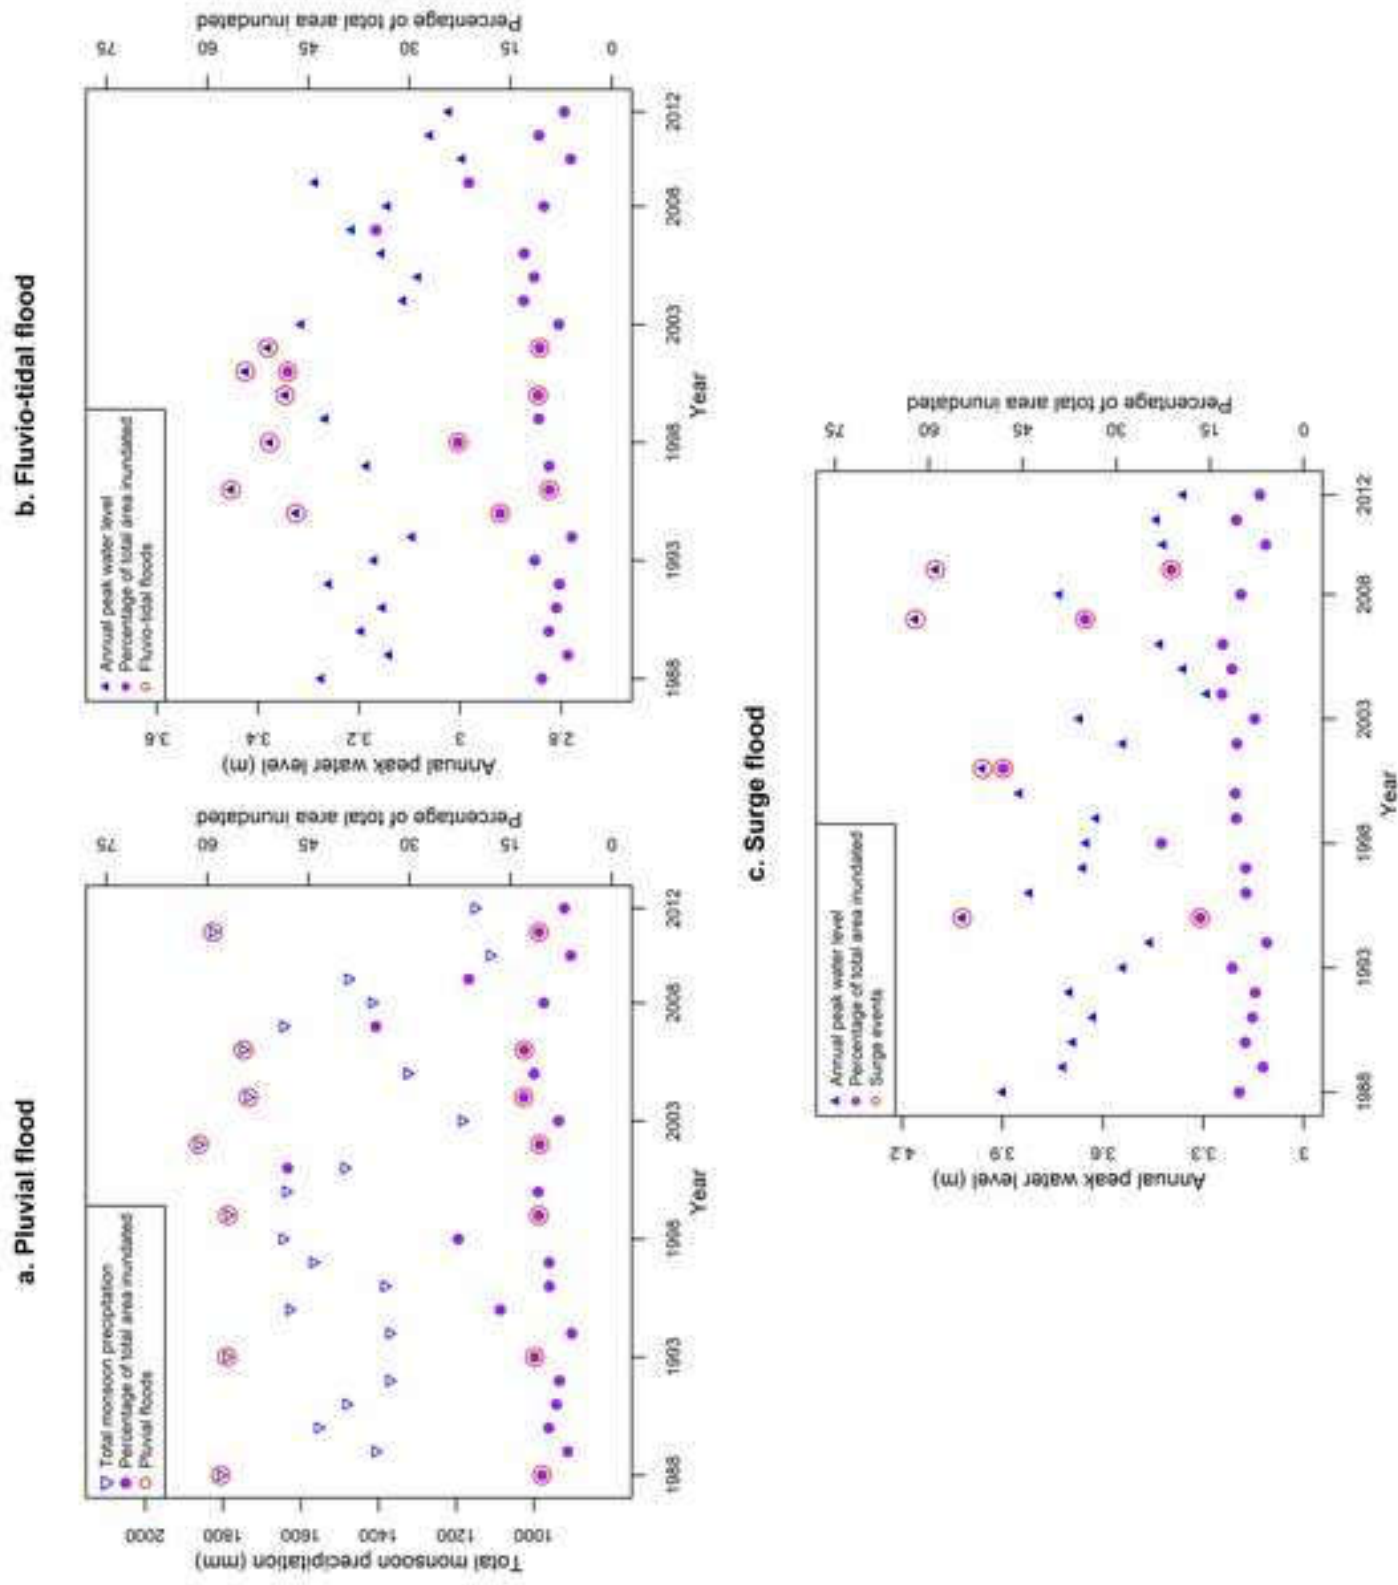 a. Pluvial flood
Total monsoon precipitation
Percentage of total area inundated
Pluvial floods
Total monsoon precipitation (mm)
2000
1800
1600
1400
1200
1000
Percentage of total area inundated
75
60
45
30
15
0
1988
1993
1998
2003
2008
2012
Year
b. Fluvio-tidal flood
Annual peak water level
Percentage of total area inundated
Fluvio-tidal floods
Annual peak water level (m)
3.6
3.4
3.2
3
2.8
Percentage of total area inundated
75
60
45
30
15
0
1988
1993
1998
2003
2008
2012
Year
c. Surge flood
Annual peak water level
Percentage of total area inundated
Surge events
Annual peak water level (m)
4.2
3.9
3.6
3.3
3
Percentage of total area inundated
75
60
45
30
15
0
1988
1993
1998
2003
2008
2012
Year